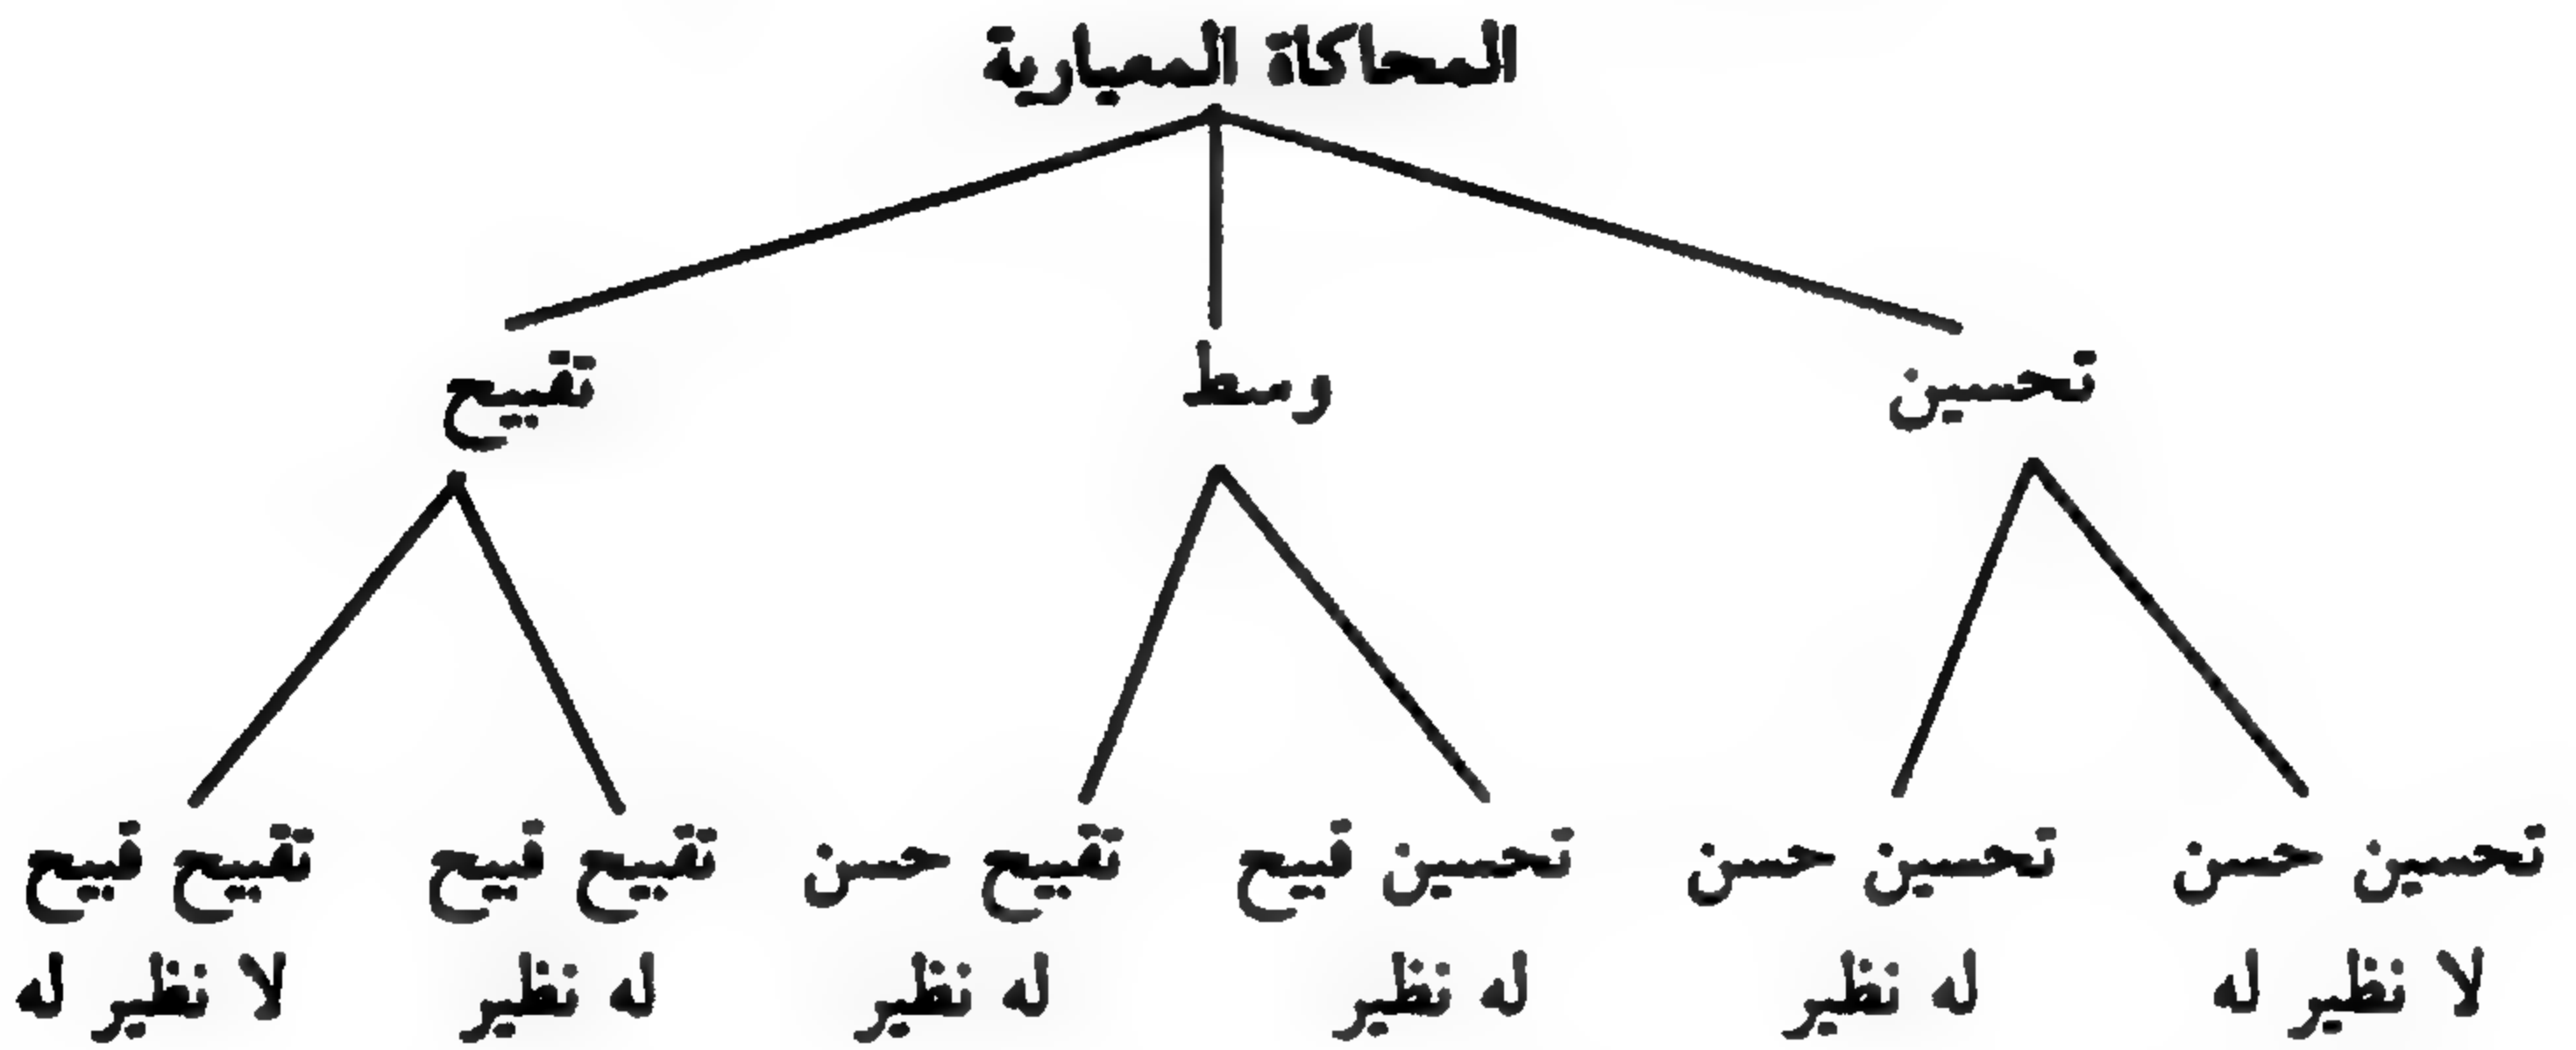 المحاكاة المعيارية
تحسين وسط تقبيح
تحسين حسن تحسين حسن تحسين قبيح تقبيح حسن تقبيح قبيح تقبيح قبيح
لا نظير له له نظير له نظير له نظير له نظير لا نظير له